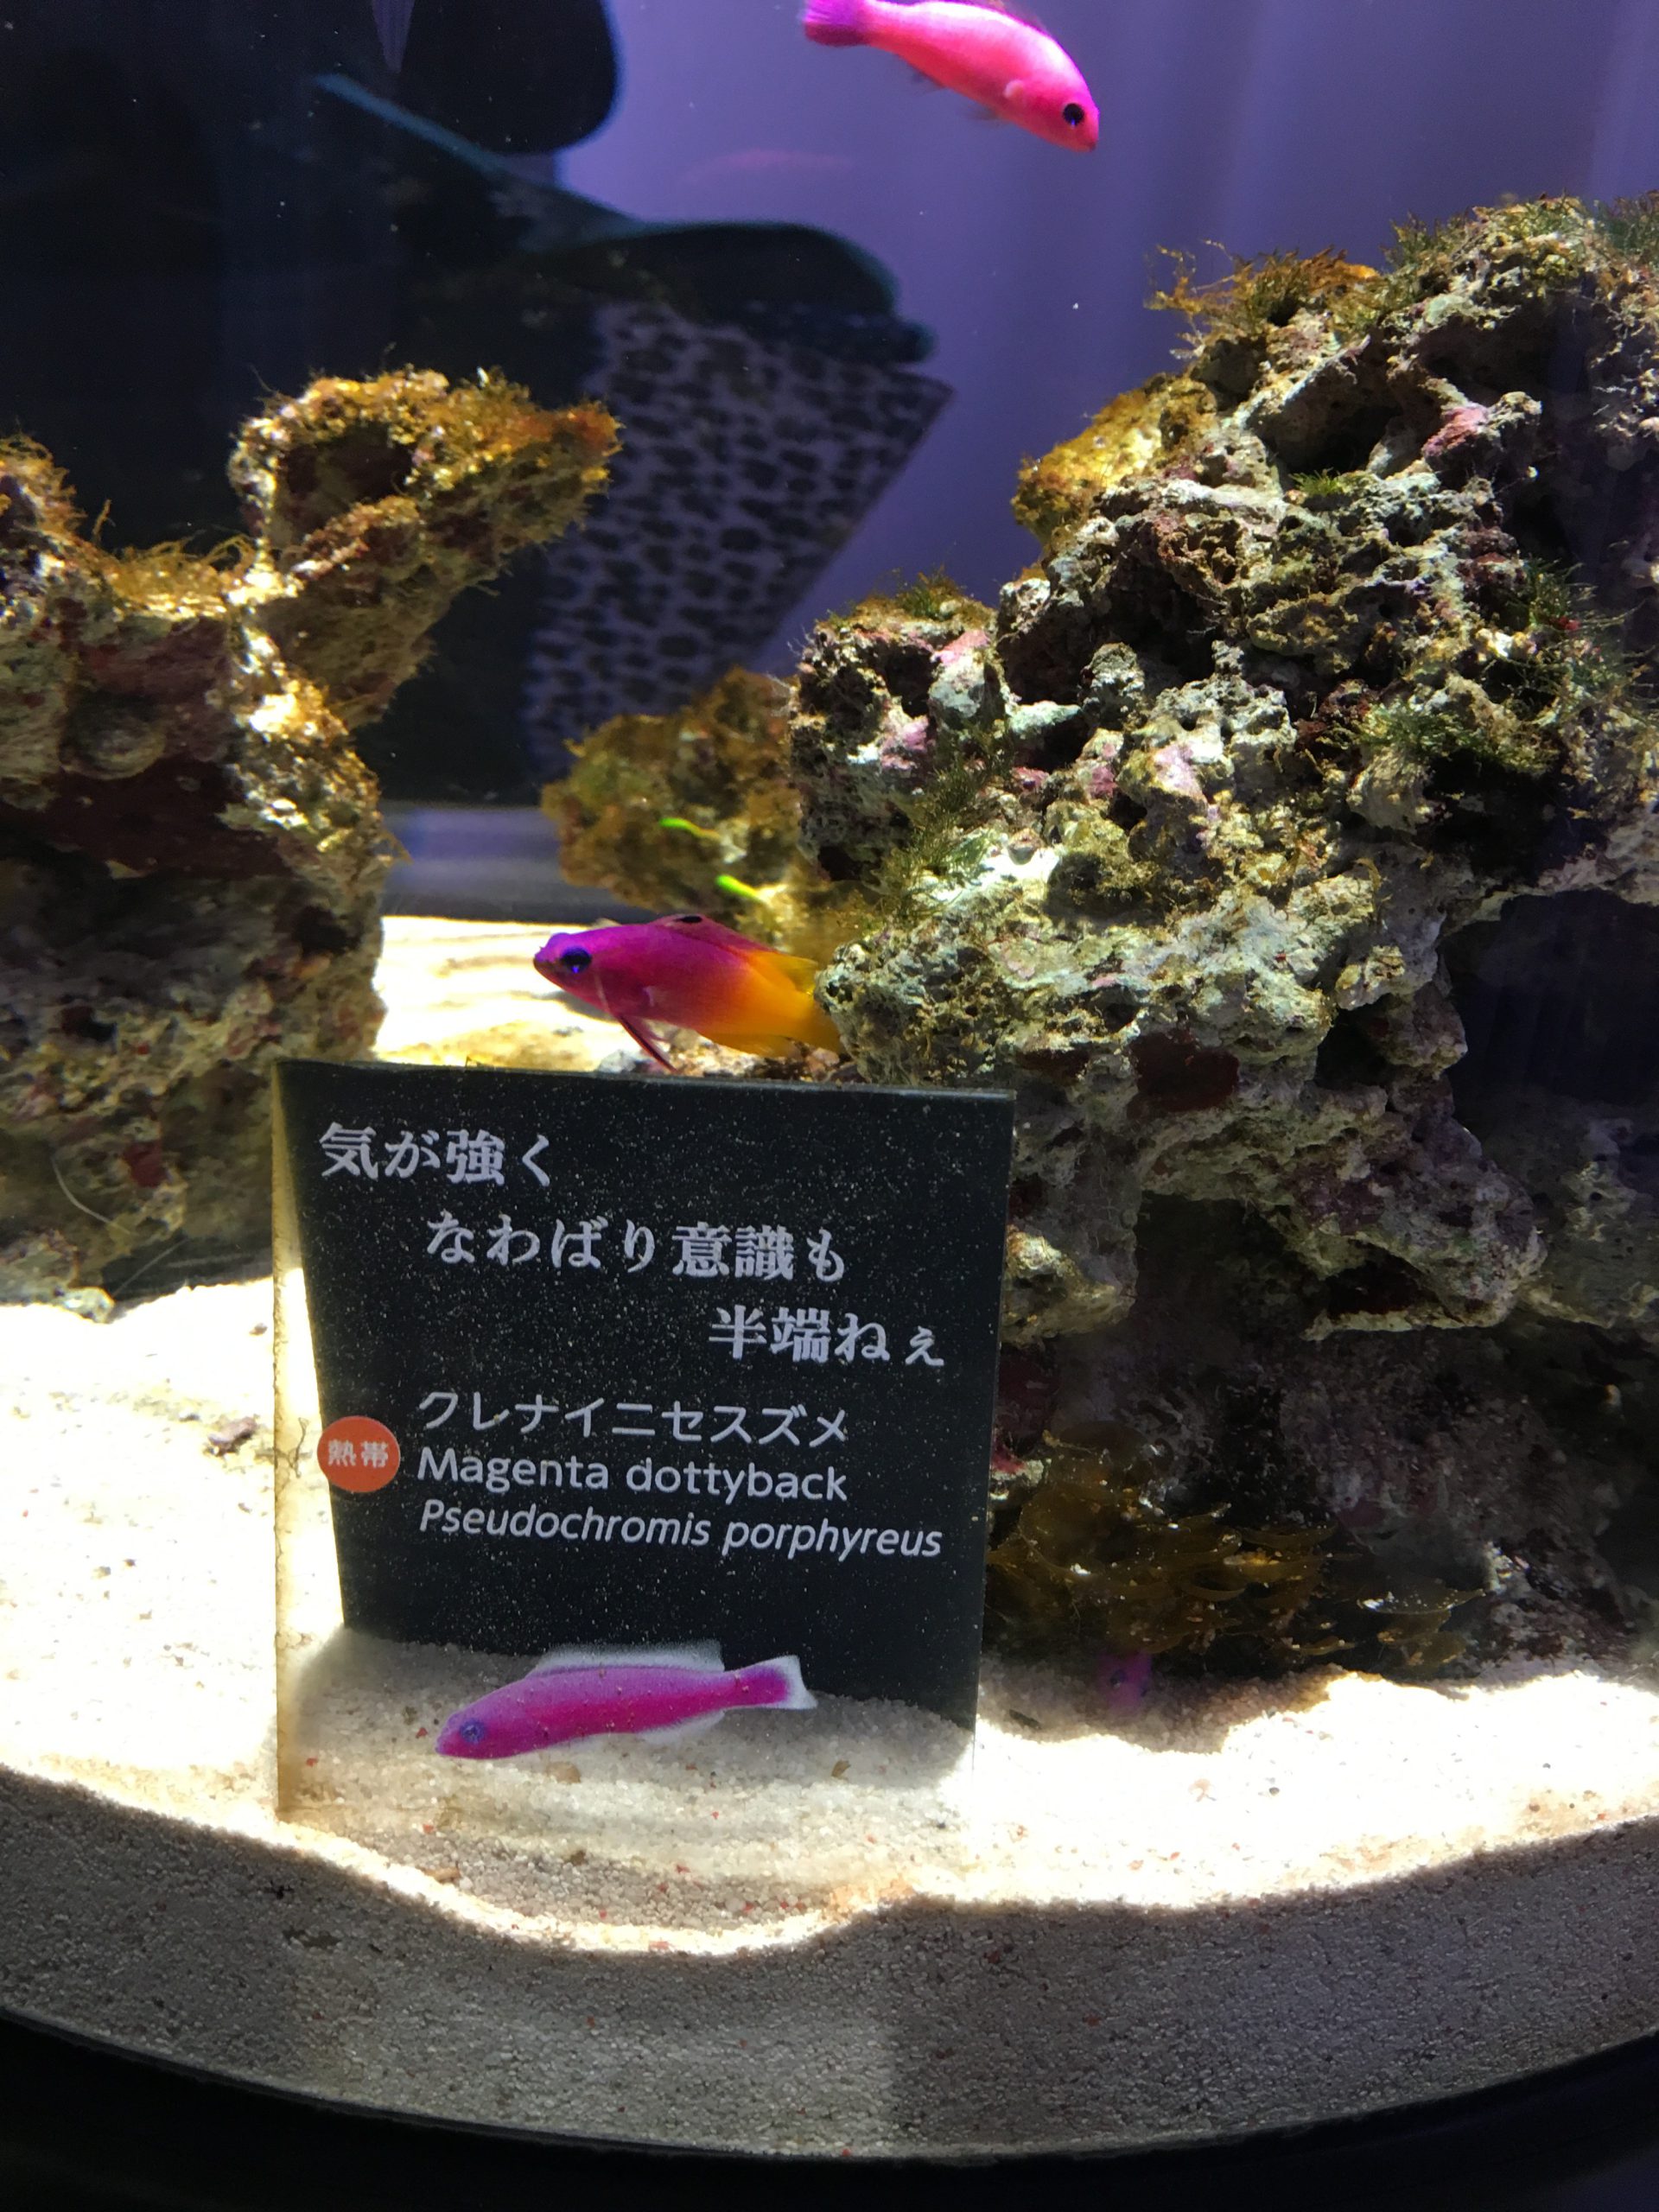 気が強く
なわばり意識も
半端ねぇ
クレナイニセスズメ
熱帯
Magenta dottyback
Pseudochromis porphyreus